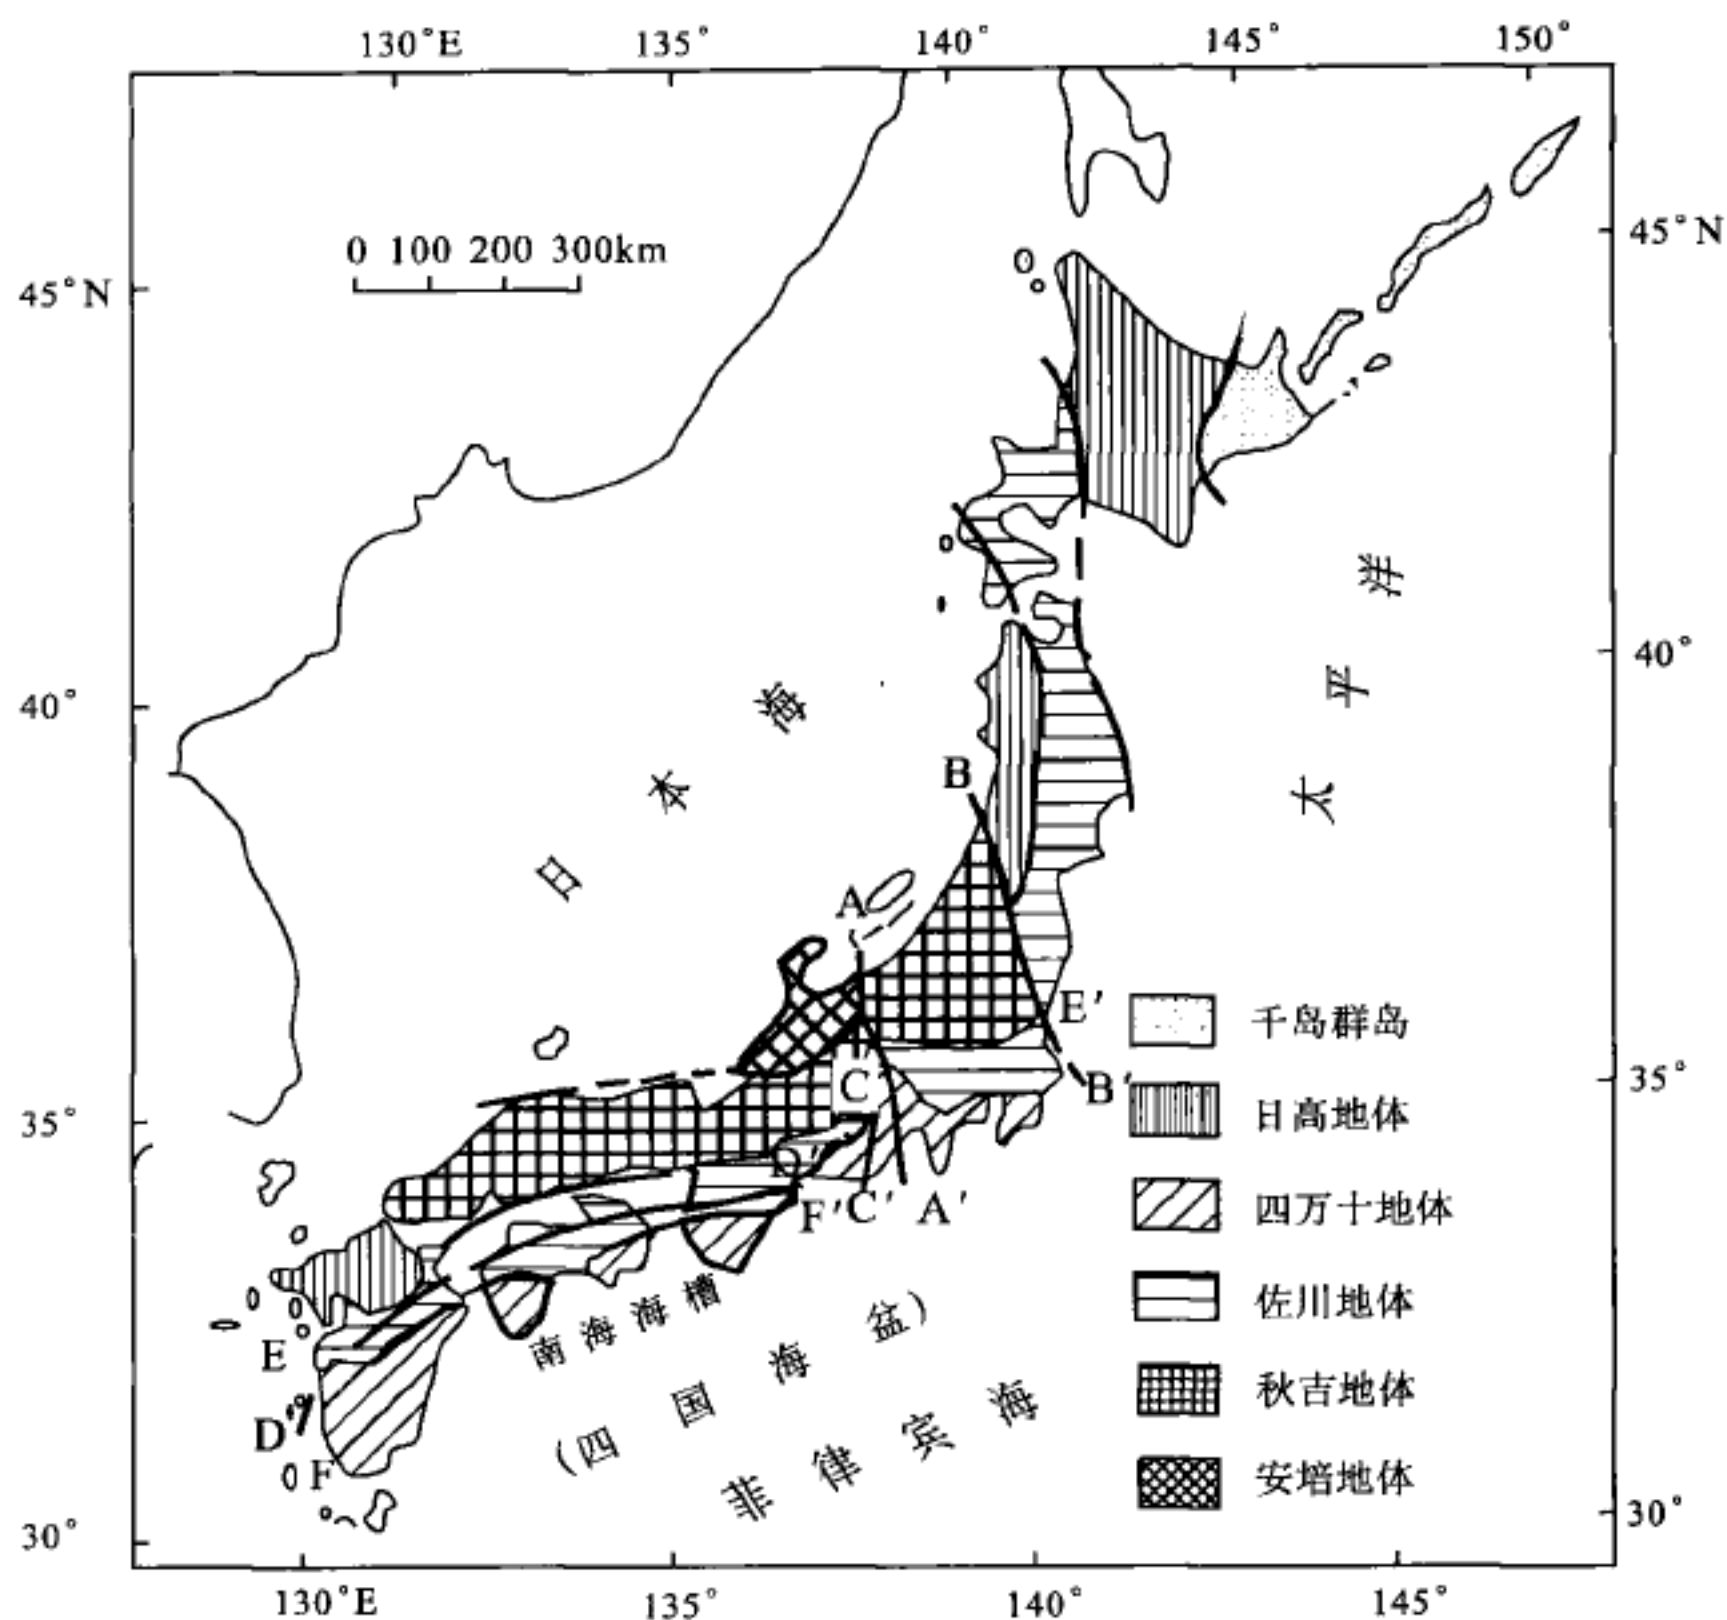 130°E 135° 140° 145° 150°
0 100 200 300km
45°N
45°N
40°
40°
35°
35°
30°
30°
130°E 135° 140° 145°
日本海
太平洋
南海海槽
(四国海盆)
菲律宾海
A
B
C
E'
B'
D'
F'
C'
A'
E
D'
F
千岛群岛
日高地体
四万十地体
佐川地体
秋吉地体
安培地体